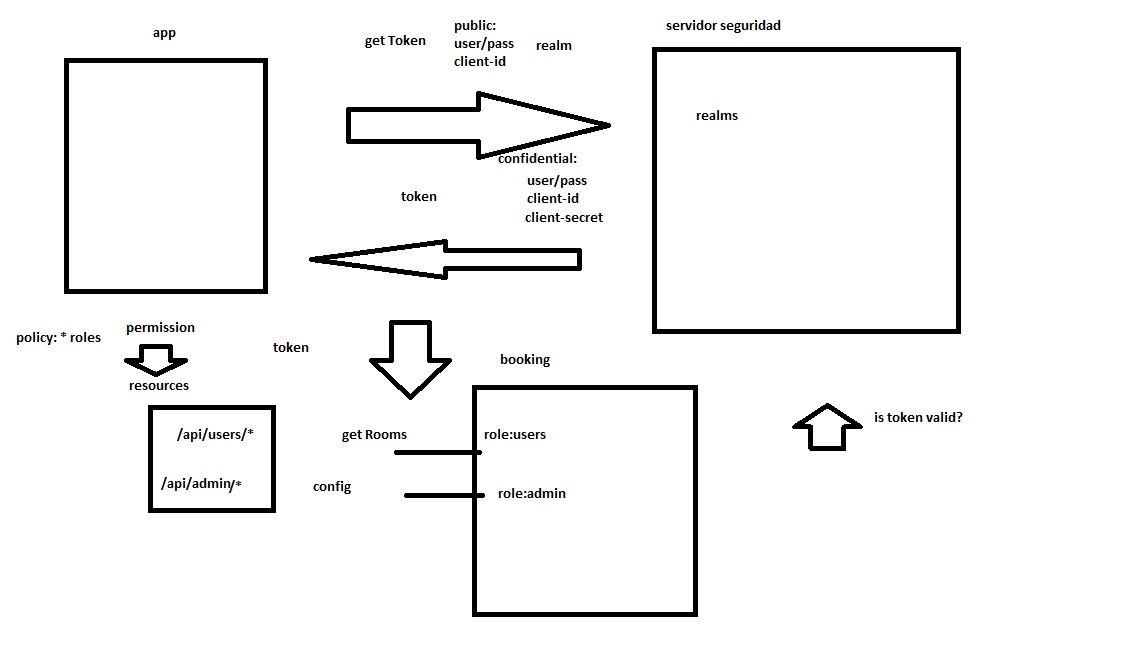 app
get Token
public:
user/pass
client-id
realm
servidor seguridad
realms
confidential:
user/pass
client-id
client-secret
token
policy: * roles
permission
resources
/api/users/*
/api/admin/*
token
booking
get Rooms
role:users
config
role:admin
is token valid?